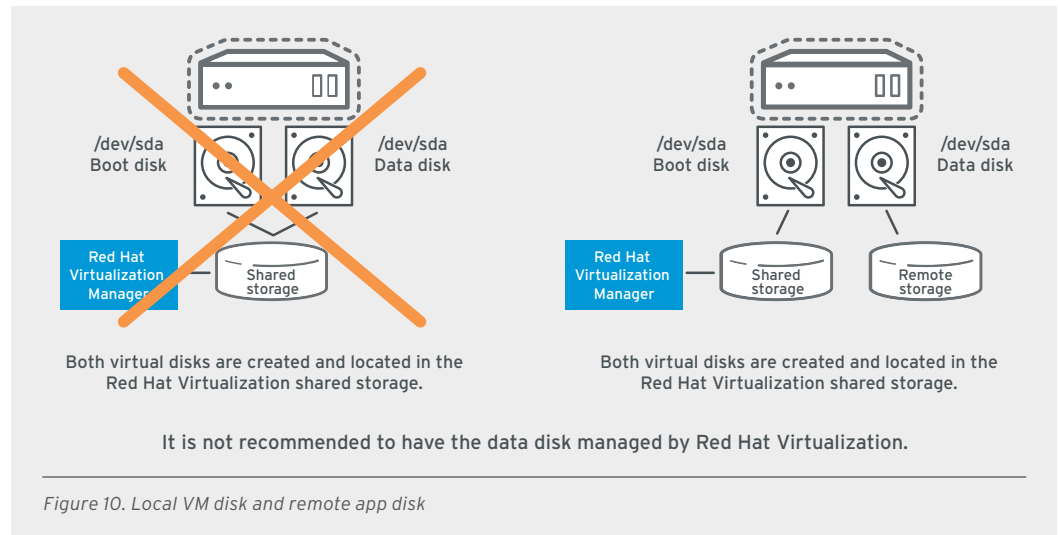 /dev/sda
Boot disk
/dev/sda
Data disk
Red Hat
Virtualization
Manager
Shared
storage
Both virtual disks are created and located in the
Red Hat Virtualization shared storage.
/dev/sda
Boot disk
/dev/sda
Data disk
Red Hat
Virtualization
Manager
Shared
storage
Remote
storage
Both virtual disks are created and located in the
Red Hat Virtualization shared storage.
It is not recommended to have the data disk managed by Red Hat Virtualization.
Figure 10. Local VM disk and remote app disk